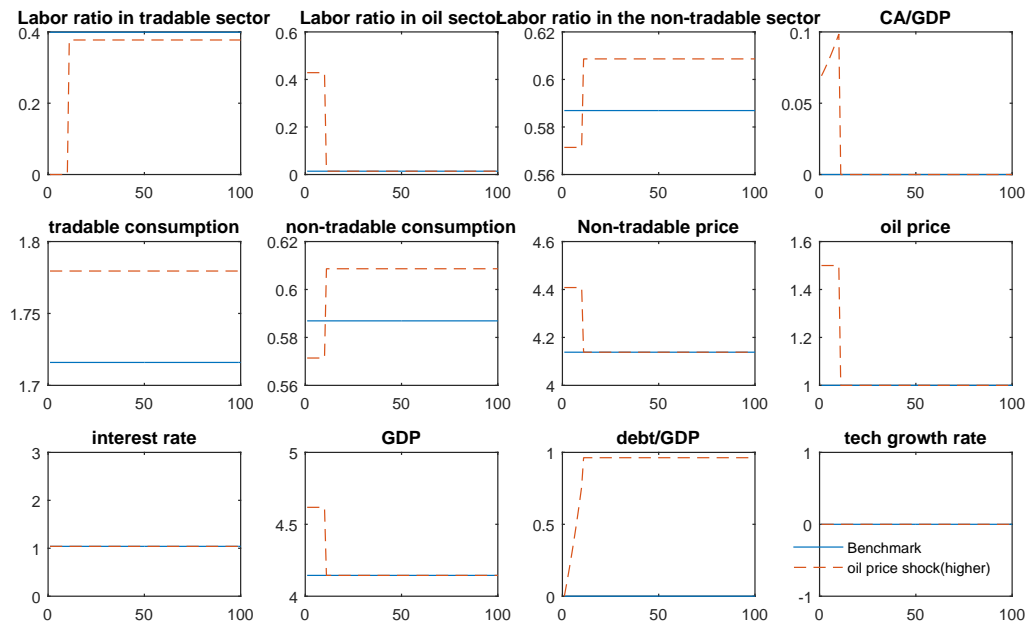 Labor ratio in tradable sector
Labor ratio in oil sector
Labor ratio in the non-tradable sector
CA/GDP
0.4
0.2
0
0 50 100
0.6
0.4
0.2
0
0 50 100
0.62
0.6
0.58
0.56
0 50 100
0.1
0.05
0
0 50 100
tradable consumption
non-tradable consumption
Non-tradable price
oil price
1.8
1.75
1.7
0 50 100
0.62
0.6
0.58
0.56
0 50 100
4.6
4.4
4.2
4
0 50 100
1.6
1.4
1.2
1
0 50 100
interest rate
GDP
debt/GDP
tech growth rate
3
2
1
0
0 50 100
5
4.5
4
0 50 100
1
0.5
0
0 50 100
1
0
-1
0 50 100
Benchmark
oil price shock(higher)